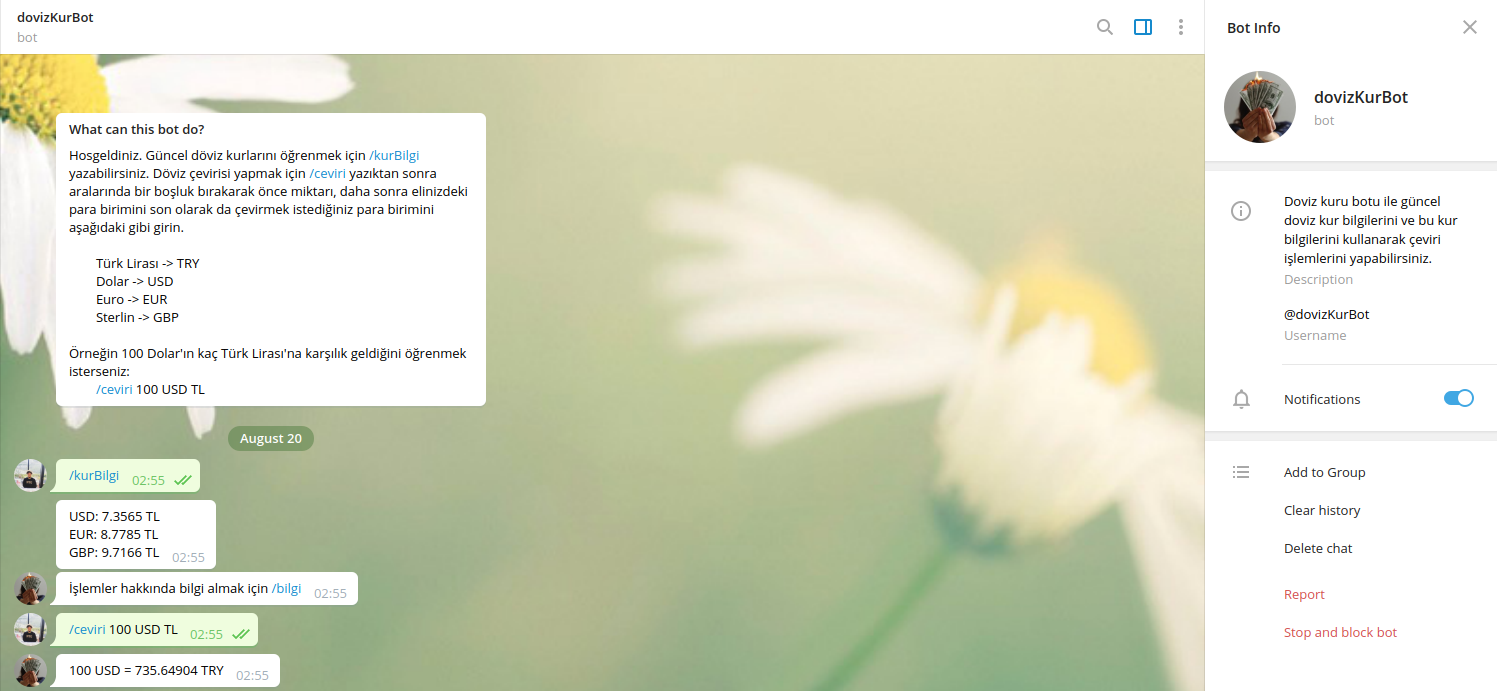 dovizKurBot
bot
What can this bot do?
Hosgeldiniz. Güncel döviz kurlarını öğrenmek için /kurBilgi
yazabilirsiniz. Döviz çevirisi yapmak için /ceviri yazıktan sonra
aralarında bir boşluk bırakarak önce miktarı, daha sonra elinizdeki
para birimini son olarak da çevirmek istediğiniz para birimini
aşağıdaki gibi girin.
Türk Lirası -> TRY
Dolar -> USD
Euro -> EUR
Sterlin -> GBP
Örneğin 100 Dolar'ın kaç Türk Lirası'na karşılık geldiğini öğrenmek
isterseniz:
/ceviri 100 USD TL
August 20
/kurBilgi 02:55
USD: 7.3565 TL
EUR: 8.7785 TL
GBP: 9.7166 TL 02:55
İşlemler hakkında bilgi almak için /bilgi 02:55
/ceviri 100 USD TL 02:55
100 USD = 735.64904 TRY 02:55
Bot Info
dovizKurBot
bot
Doviz kuru botu ile güncel
doviz kur bilgilerini ve bu kur
bilgilerini kullanarak çeviri
işlemlerini yapabilirsiniz.
Description
@dovizKurBot
Username
Notifications
Add to Group
Clear history
Delete chat
Report
Stop and block bot